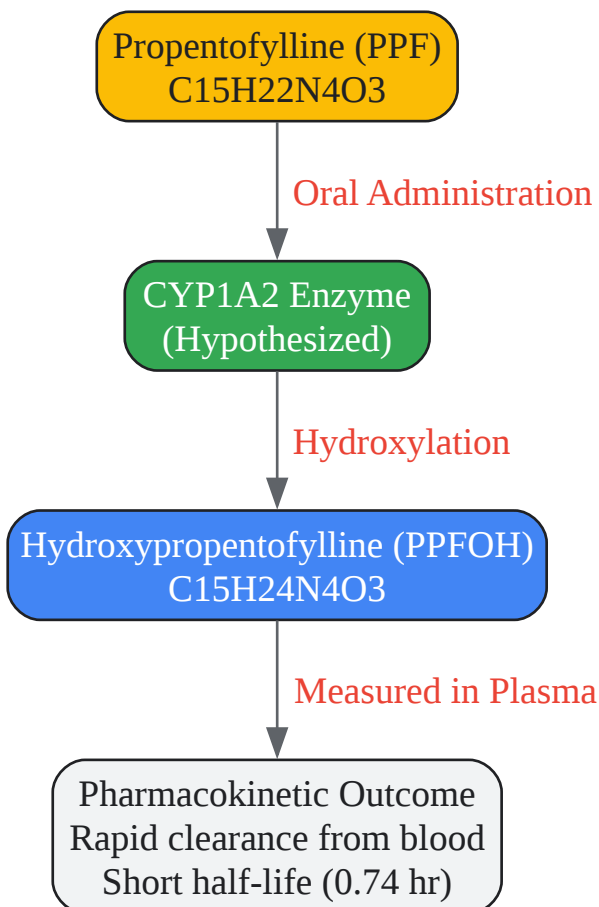 Propentofylline (PPF)
C15H22N4O3
Oral Administration
CYP1A2 Enzyme
(Hypothesized)
Hydroxylation
Hydroxypropentofylline (PPFOH)
C15H24N4O3
Measured in Plasma
Pharmacokinetic Outcome
Rapid clearance from blood
Short half-life (0.74 hr)